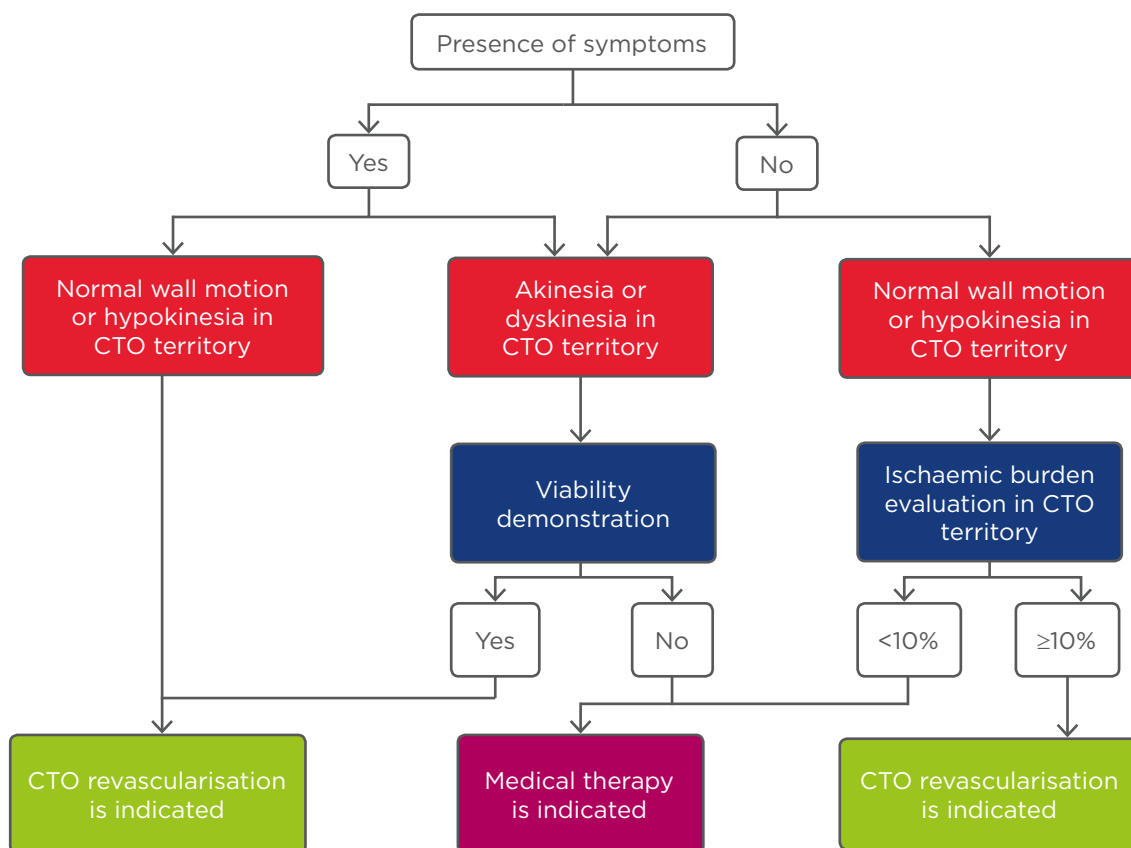 Presence of symptoms
Yes
No
Normal wall motion
or hypokinesia in
CTO territory
Akinesia or
dyskinesia in
CTO territory
Normal wall motion
or hypokinesia in
CTO territory
Viability
demonstration
Ischaemic burden
evaluation in CTO
territory
Yes
No
<10%
≥10%
CTO revascularisation
is indicated
Medical therapy
is indicated
CTO revascularisation
is indicated